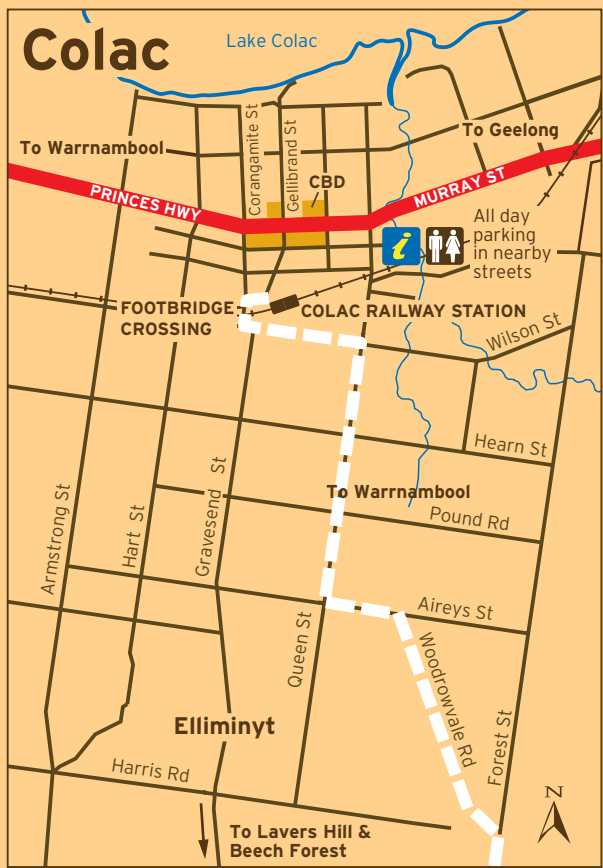 Colac
Lake Colac
To Warrnambool
To Geelong
Corangamite St
Gellibrand St
CBD
PRINCES HWY
MURRAY ST
i
All day
parking
in nearby
streets
FOOTBRIDGE
CROSSING
COLAC RAILWAY STATION
Wilson St
Hearn St
To Warrnambool
Pound Rd
Armstrong St
Hart St
Gravesend St
Queen St
Aireys St
Woodrowvale Rd
Forest St
Elliminyt
Harris Rd
To Lavers Hill &
Beech Forest
N